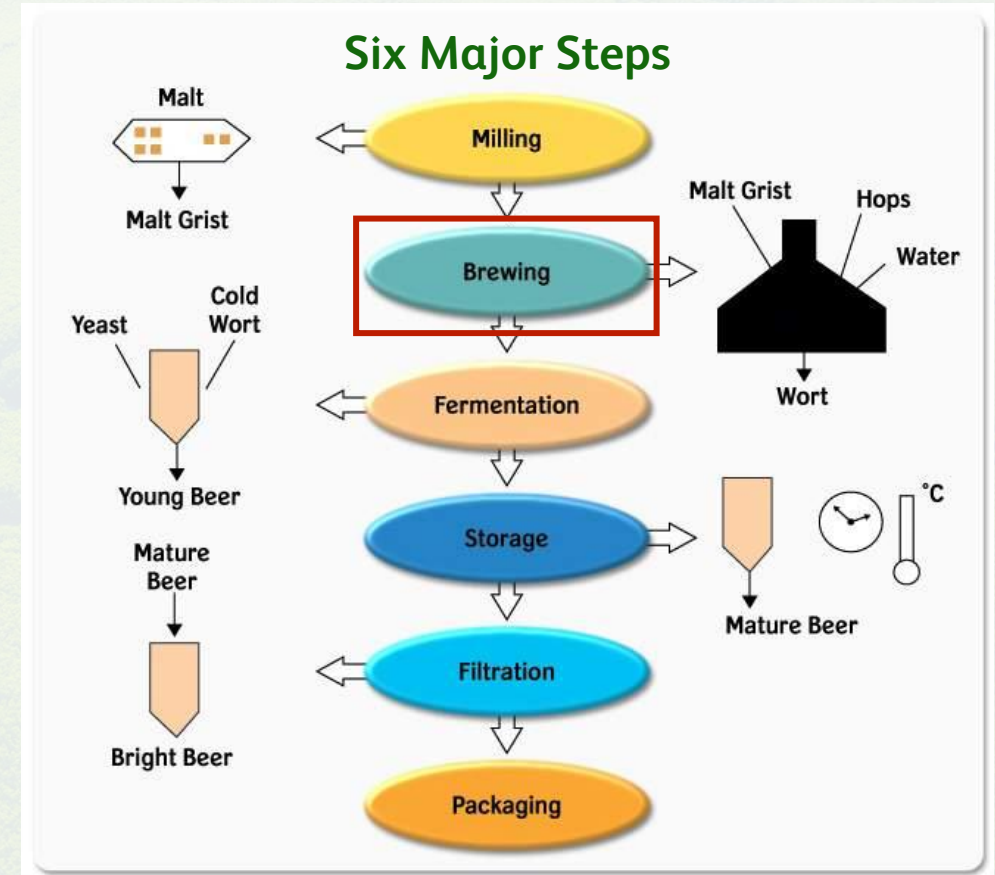 Six Major Steps
Malt
Milling
Malt Grist
Malt Grist
Hops
Water
Brewing
Wort
Yeast
Cold
Wort
Fermentation
Young Beer
Storage
°C
Mature Beer
Mature
Beer
Filtration
Bright Beer
Packaging